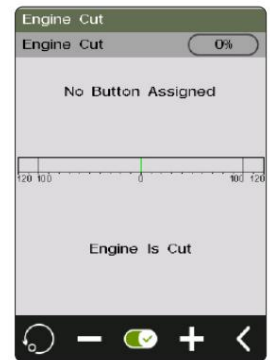 Engine Cut
Engine Cut 0%
No Button Assigned
120 100 0 100 120
Engine Is Cut